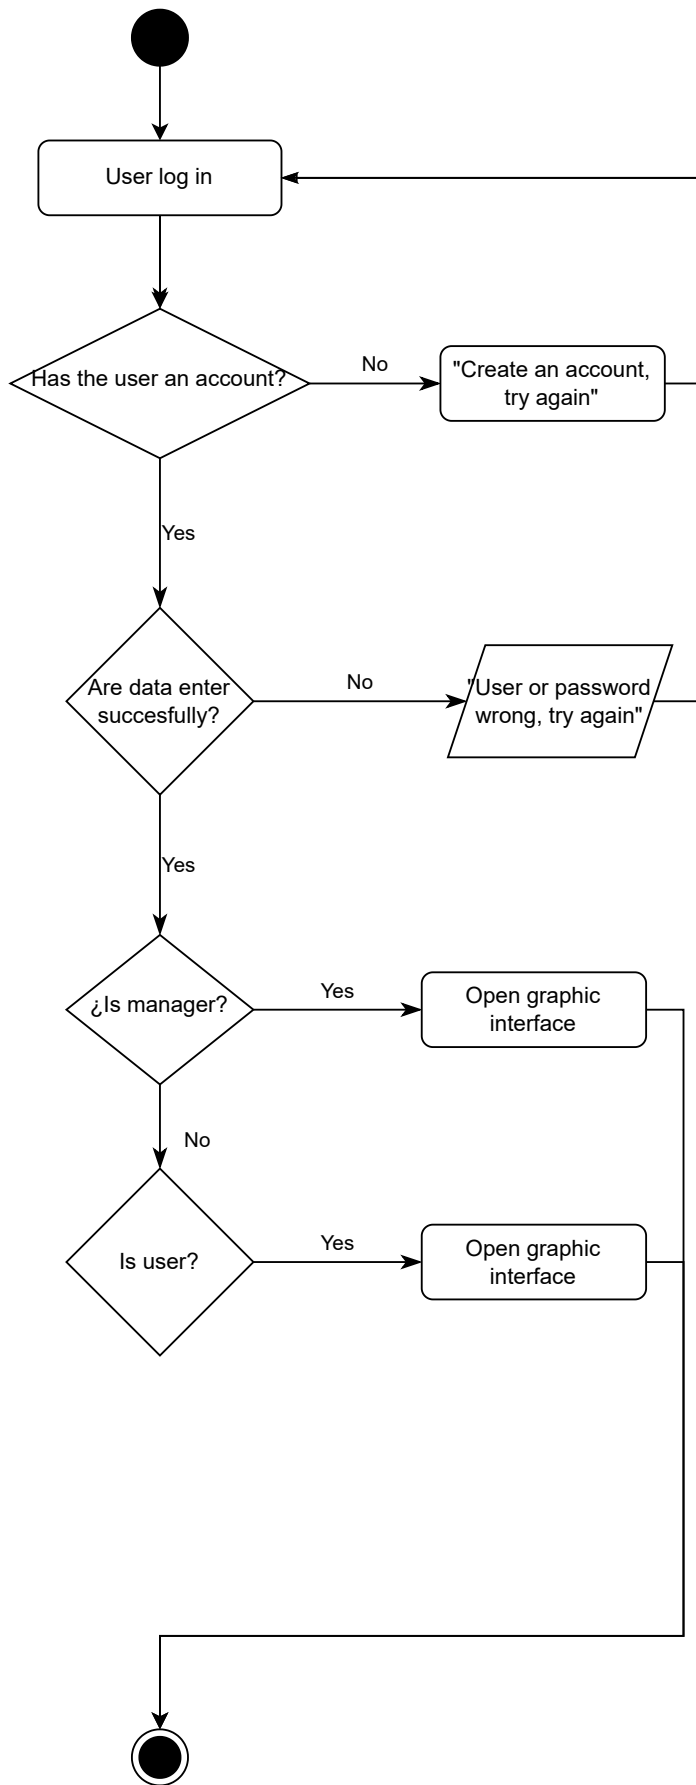 User log in
Has the user an account?
No
"Create an account,
try again"
Yes
Are data enter
succesfully?
No
"User or password
wrong, try again"
Yes
¿Is manager?
Yes
Open graphic
interface
No
Is user?
Yes
Open graphic
interface